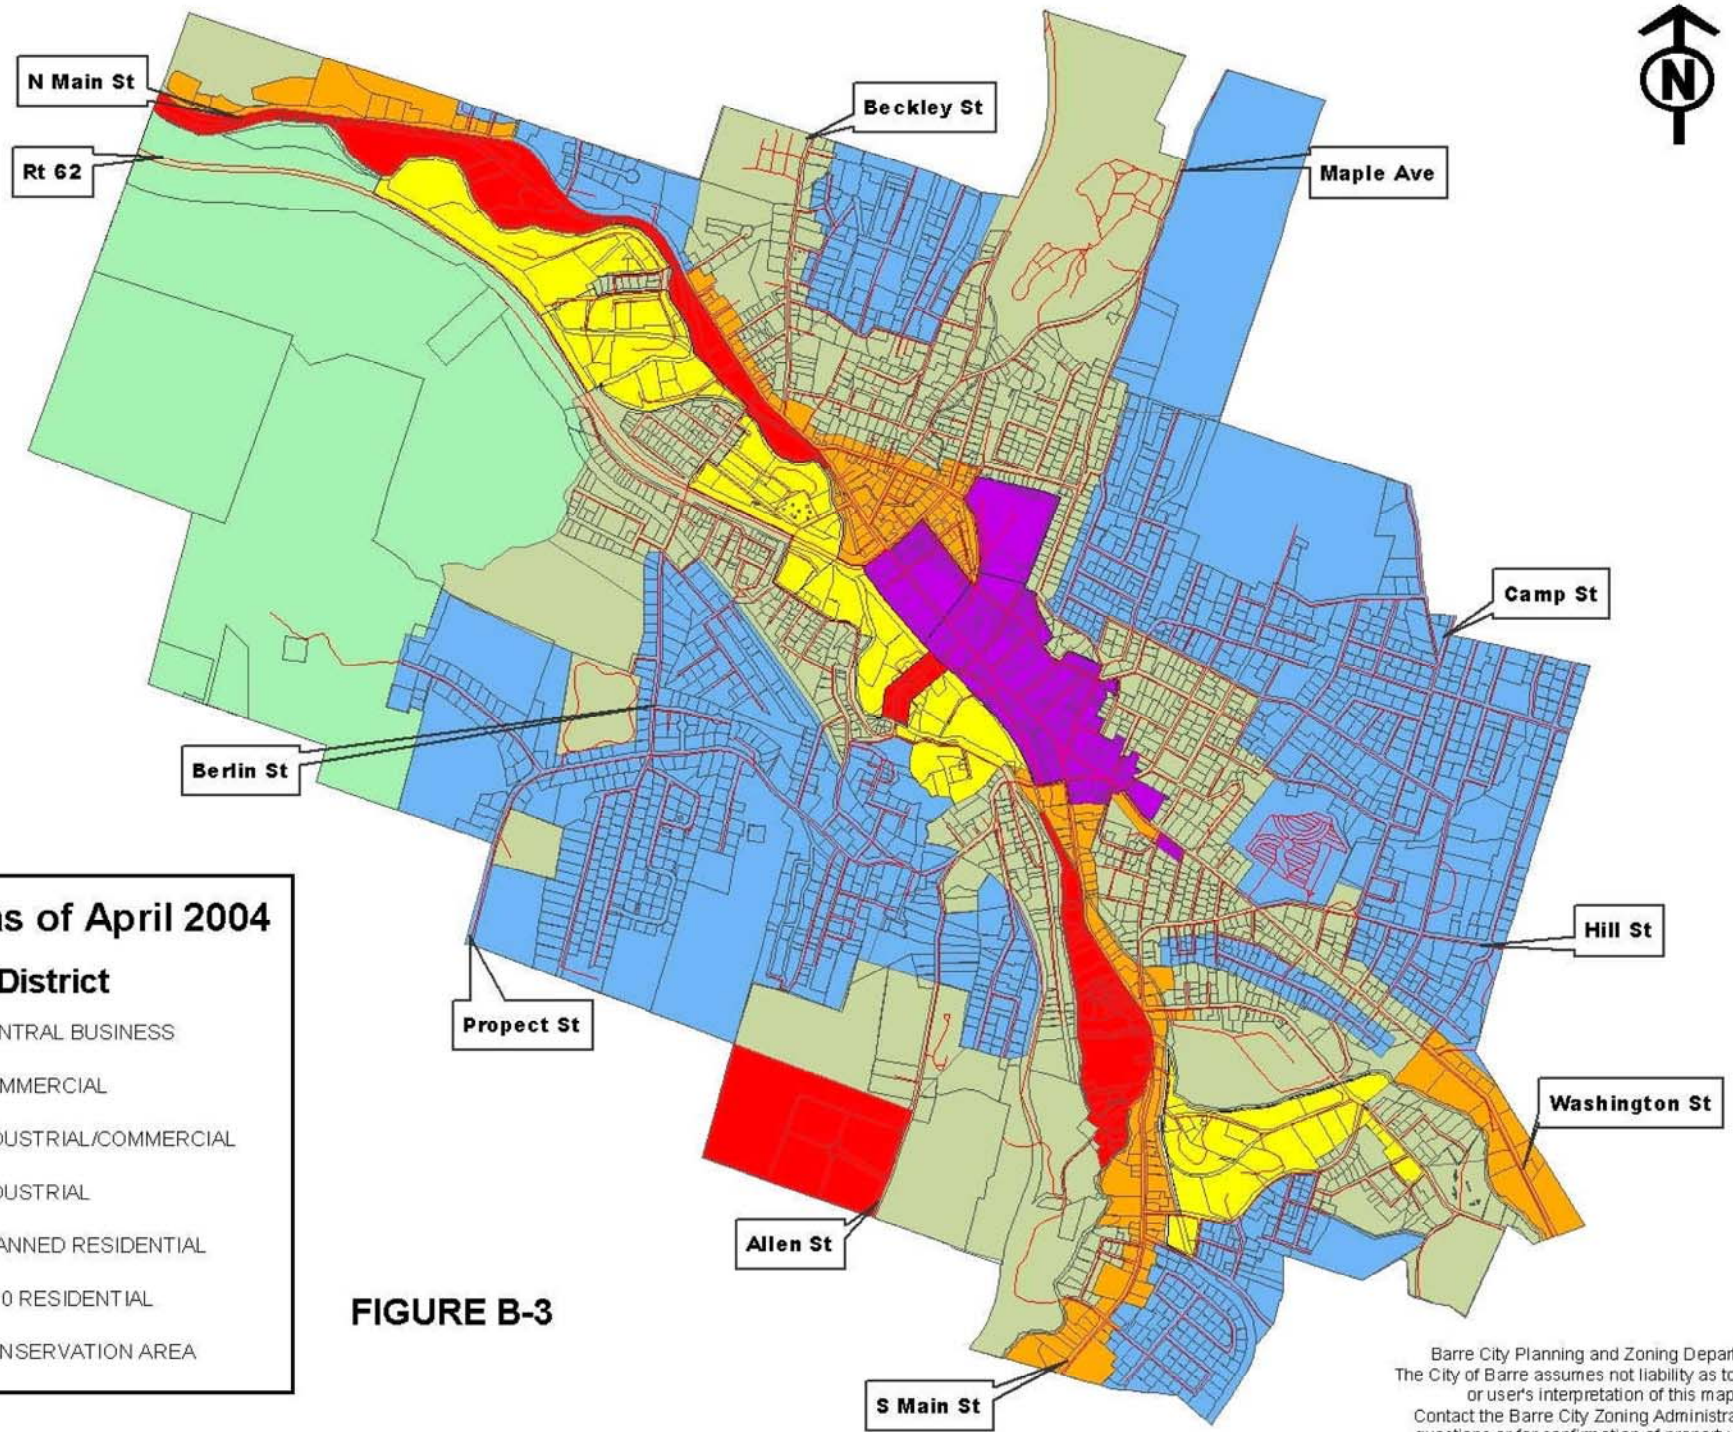 N
N Main St
Beckley St
Rt 62
Maple Ave
Camp St
Berlin St
Hill St
Propect St
Washington St
Allen St
S Main St
as of April 2004
District
NTRAL BUSINESS
MMERCIAL
DUSTRIAL/COMMERCIAL
DUSTRIAL
ANNED RESIDENTIAL
0 RESIDENTIAL
NSERVATION AREA
FIGURE B-3
Barre City Planning and Zoning Depar
The City of Barre assumes not liability as to
or user's interpretation of this map
Contact the Barre City Zoning Administra